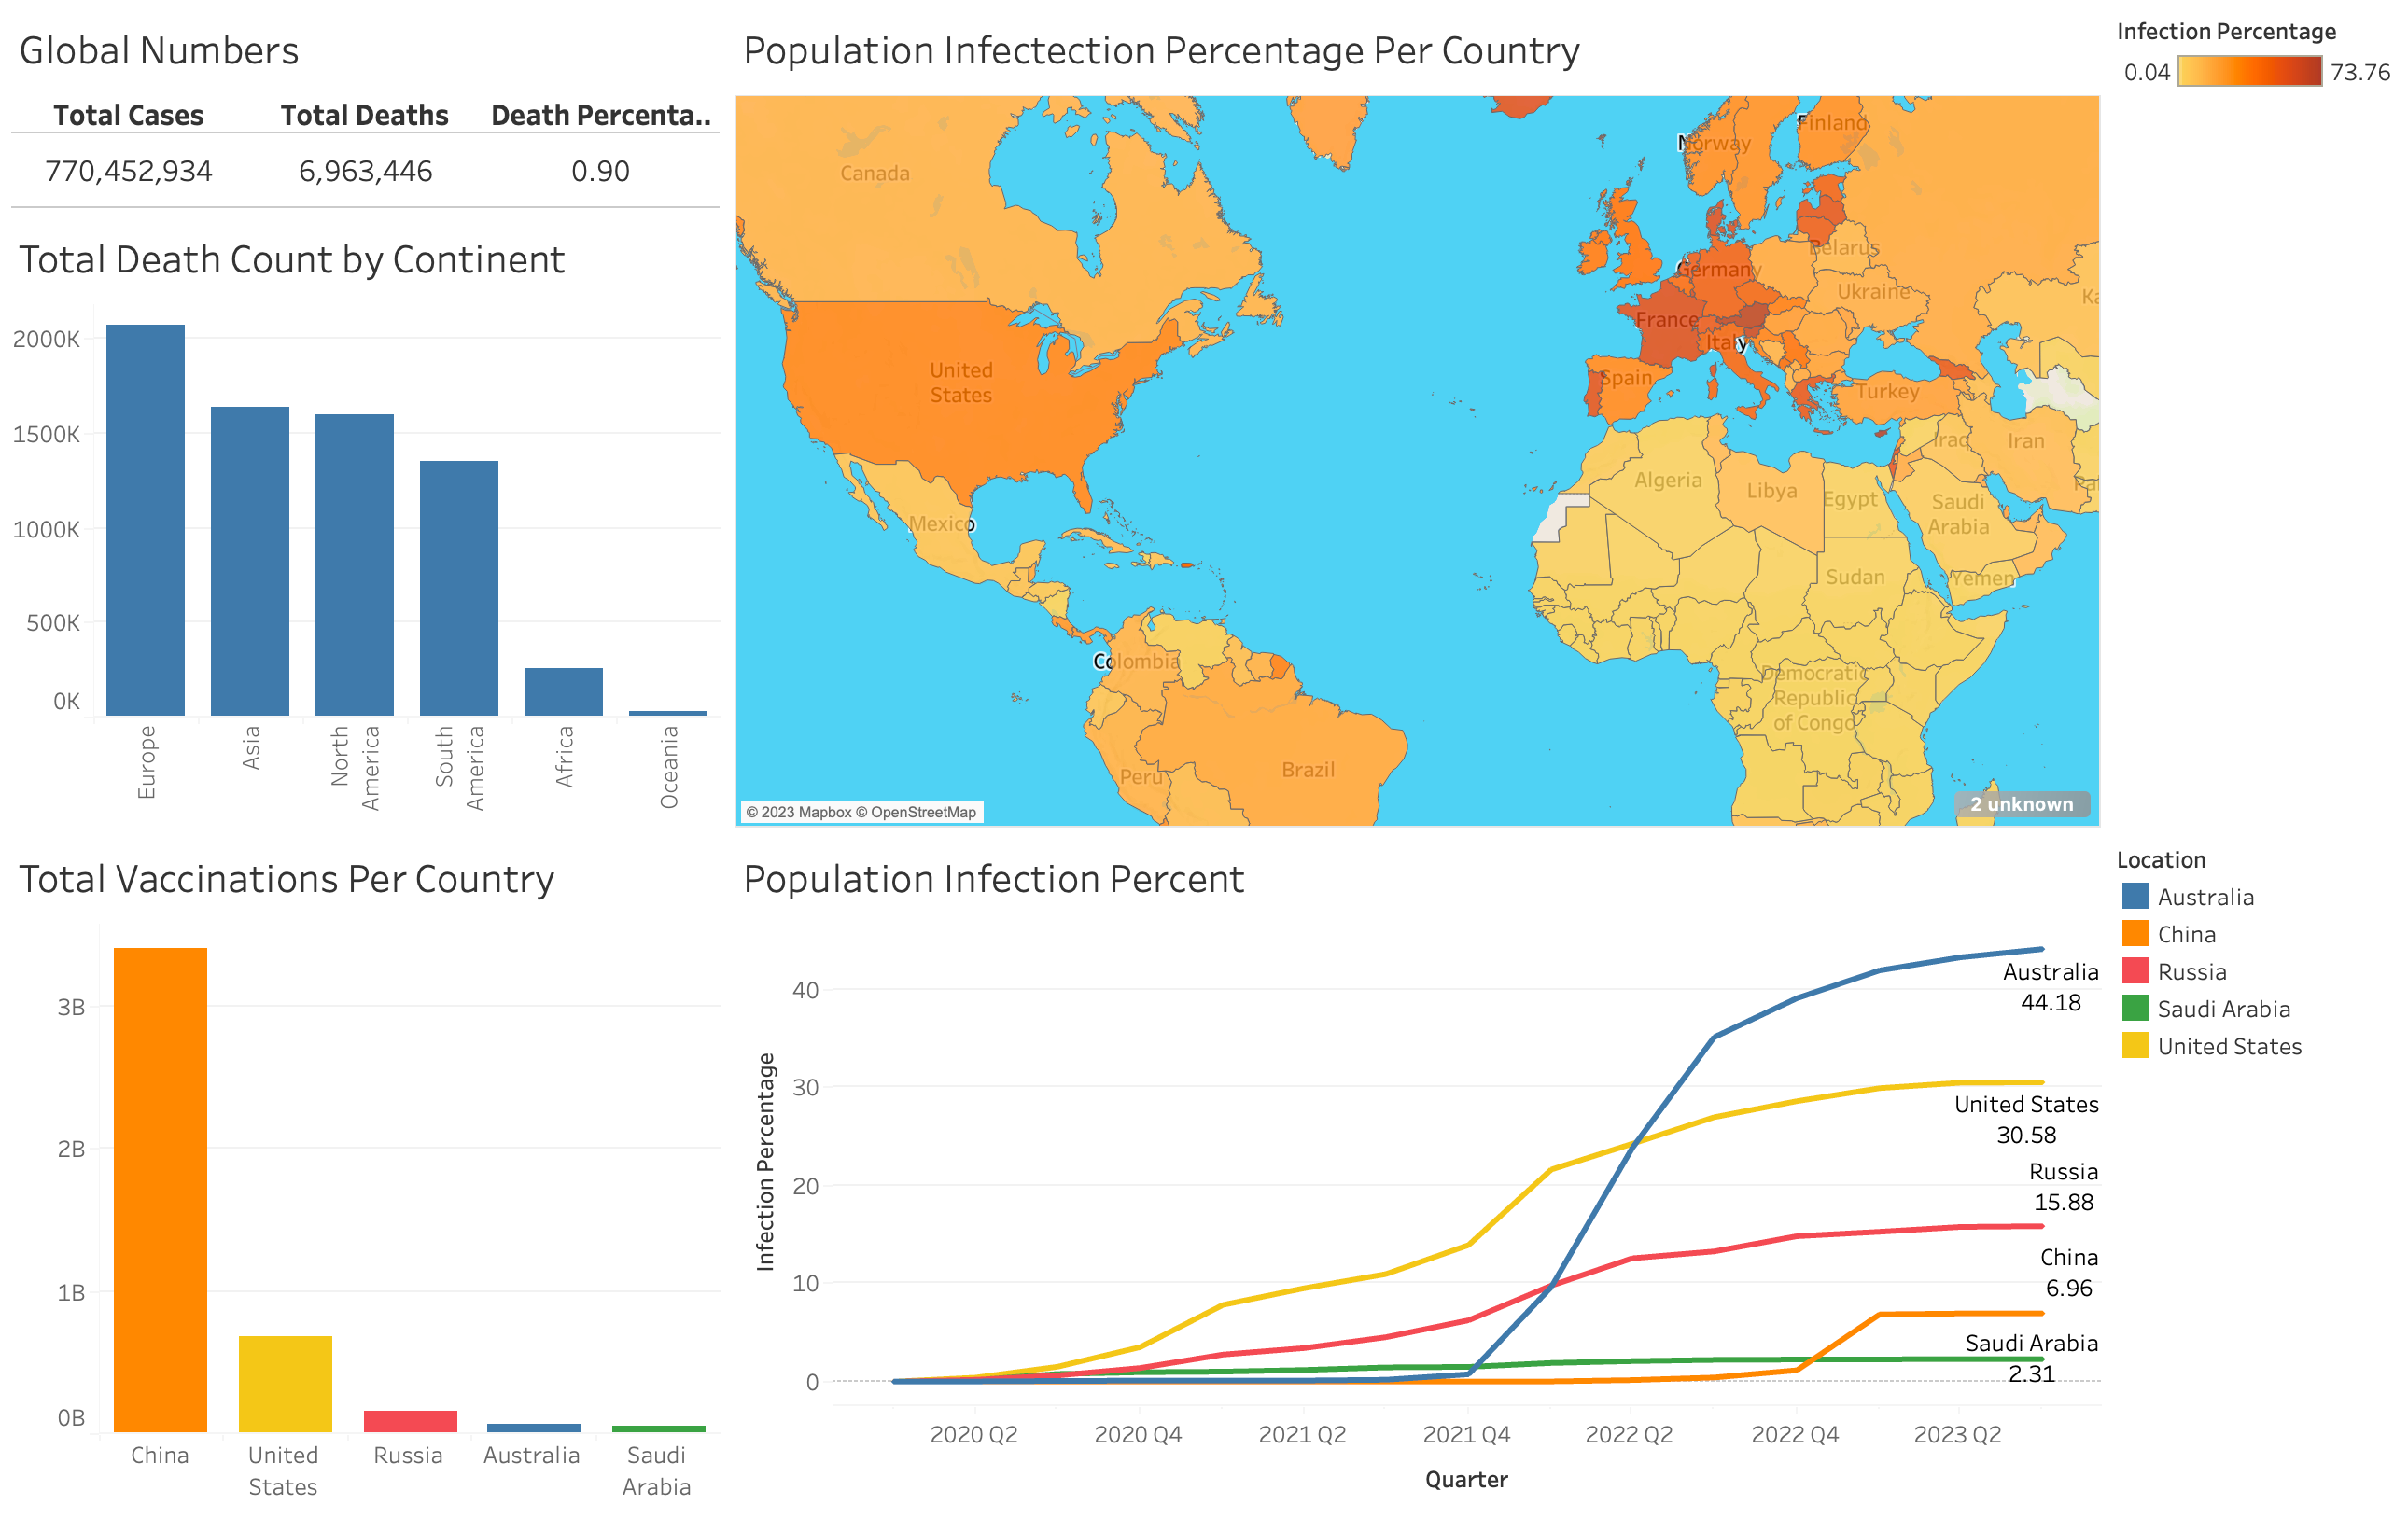 Global Numbers
Total Cases
Total Deaths
Death Percenta..
770,452,934
6,963,446
0.90
Total Death Count by Continent
2000K
1500K
1000K
500K
0K
Europe
Asia
North
America
South
America
Africa
Oceania
Population Infectection Percentage Per Country
Infection Percentage
0.04
73.76
Canada
United
States
Mexico
Colombia
Peru
Brazil
Norway
Finland
Belarus
Germany
Ukraine
France
Italy
Spain
Turkey
Algeria
Libya
Egypt
Iraq
Iran
Saudi
Arabia
Sudan
Yemen
Democratic
Republic
of Congo
© 2023 Mapbox © OpenStreetMap
2 unknown
Total Vaccinations Per Country
3B
2B
1B
0B
China
United
States
Russia
Australia
Saudi
Arabia
Population Infection Percent
Infection Percentage
40
30
20
10
0
Australia
44.18
United States
30.58
Russia
15.88
China
6.96
Saudi Arabia
2.31
2020 Q2
2020 Q4
2021 Q2
2021 Q4
2022 Q2
2022 Q4
2023 Q2
Quarter
Location
Australia
China
Russia
Saudi Arabia
United States